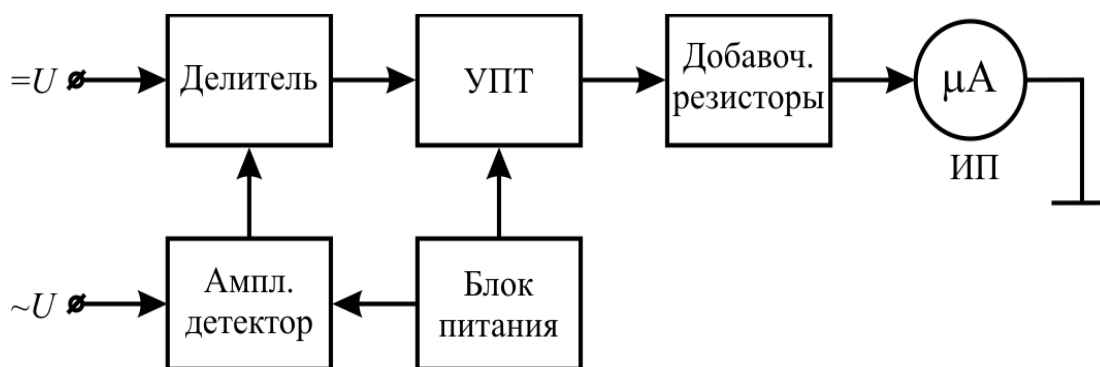 =U
Делитель
УПТ
Добавоч.
резисторы
μA
ИП
~U
Ампл.
детектор
Блок
питания